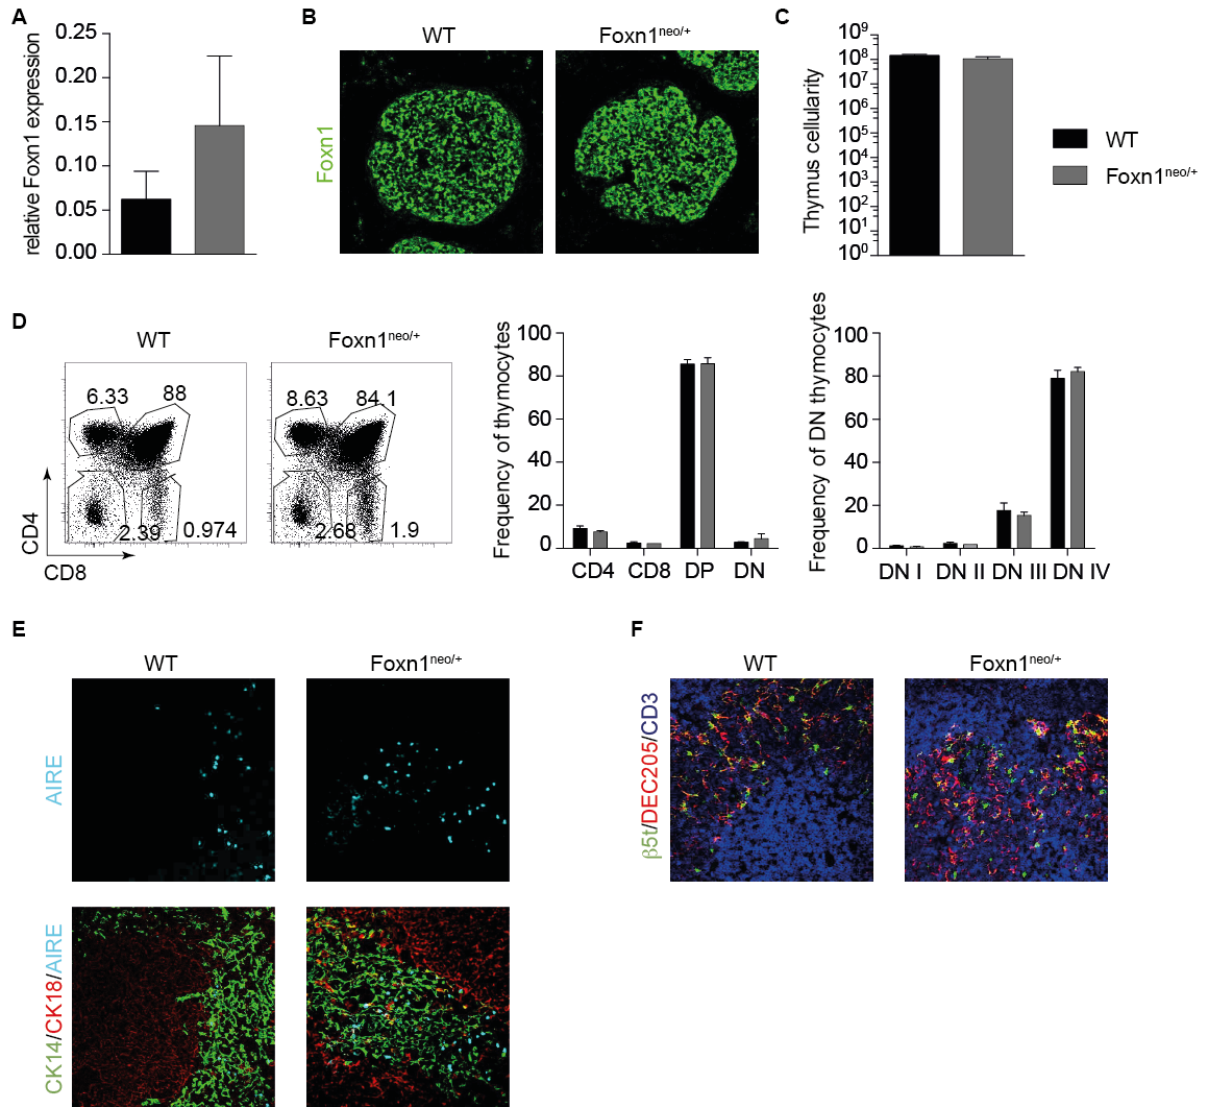 A
relative Foxn1 expression
0.25
0.20
0.15
0.10
0.05
0.00
B
WT
Foxn1neo/+
Foxn1
C
Thymus cellularity
10⁹
10⁸
10⁷
10⁶
10⁵
10⁴
10³
10²
10¹
10⁰
WT
Foxn1neo/+
D
WT
Foxn1neo/+
6.33
88
2.39
0.974
8.63
84.1
2.68
1.9
CD4
CD8
Frequency of thymocytes
100
80
60
40
20
0
CD4 CD8 DP DN
Frequency of DN thymocytes
100
80
60
40
20
0
DN I DN II DN III DN IV
E
WT
Foxn1neo/+
AIRE
CK14/CK18/AIRE
F
WT
Foxn1neo/+
β5t/DEC205/CD3